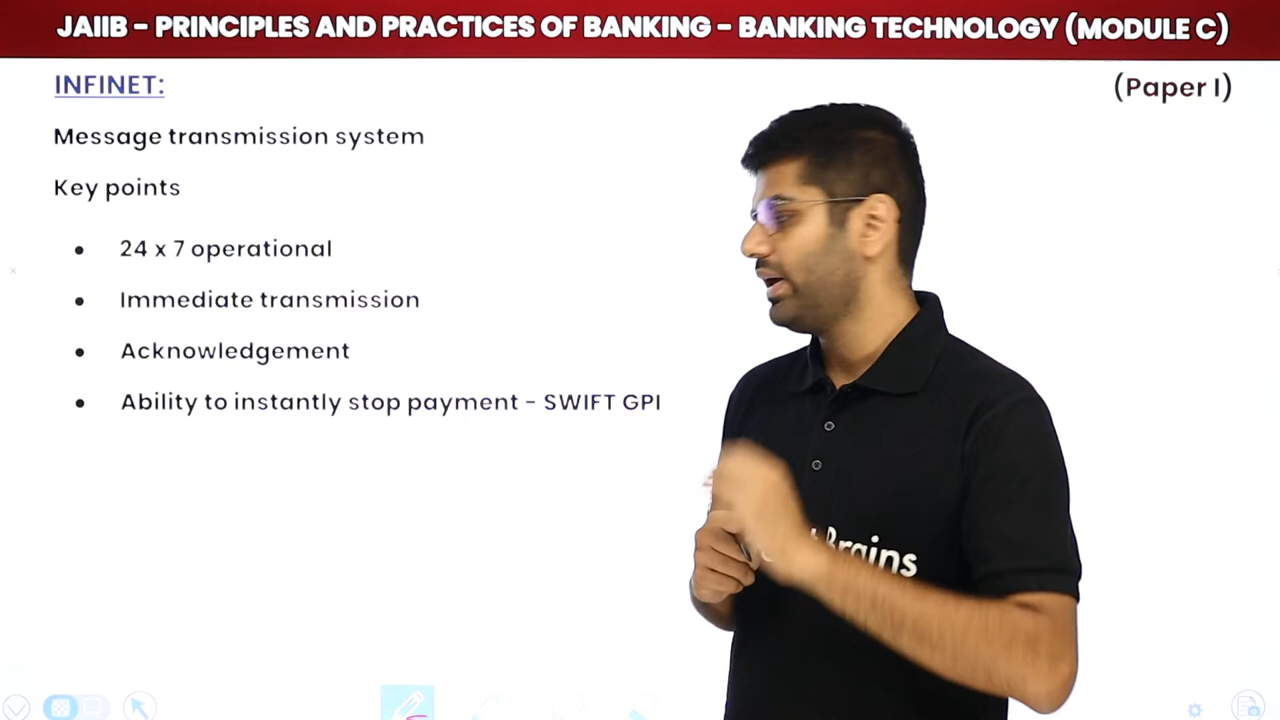 JAIIB - PRINCIPLES AND PRACTICES OF BANKING - BANKING TECHNOLOGY (MODULE C)
INFINET:
(Paper I)
Message transmission system
Key points
• 24 x 7 operational
• Immediate transmission
• Acknowledgement
• Ability to instantly stop payment - SWIFT GPI
Brains